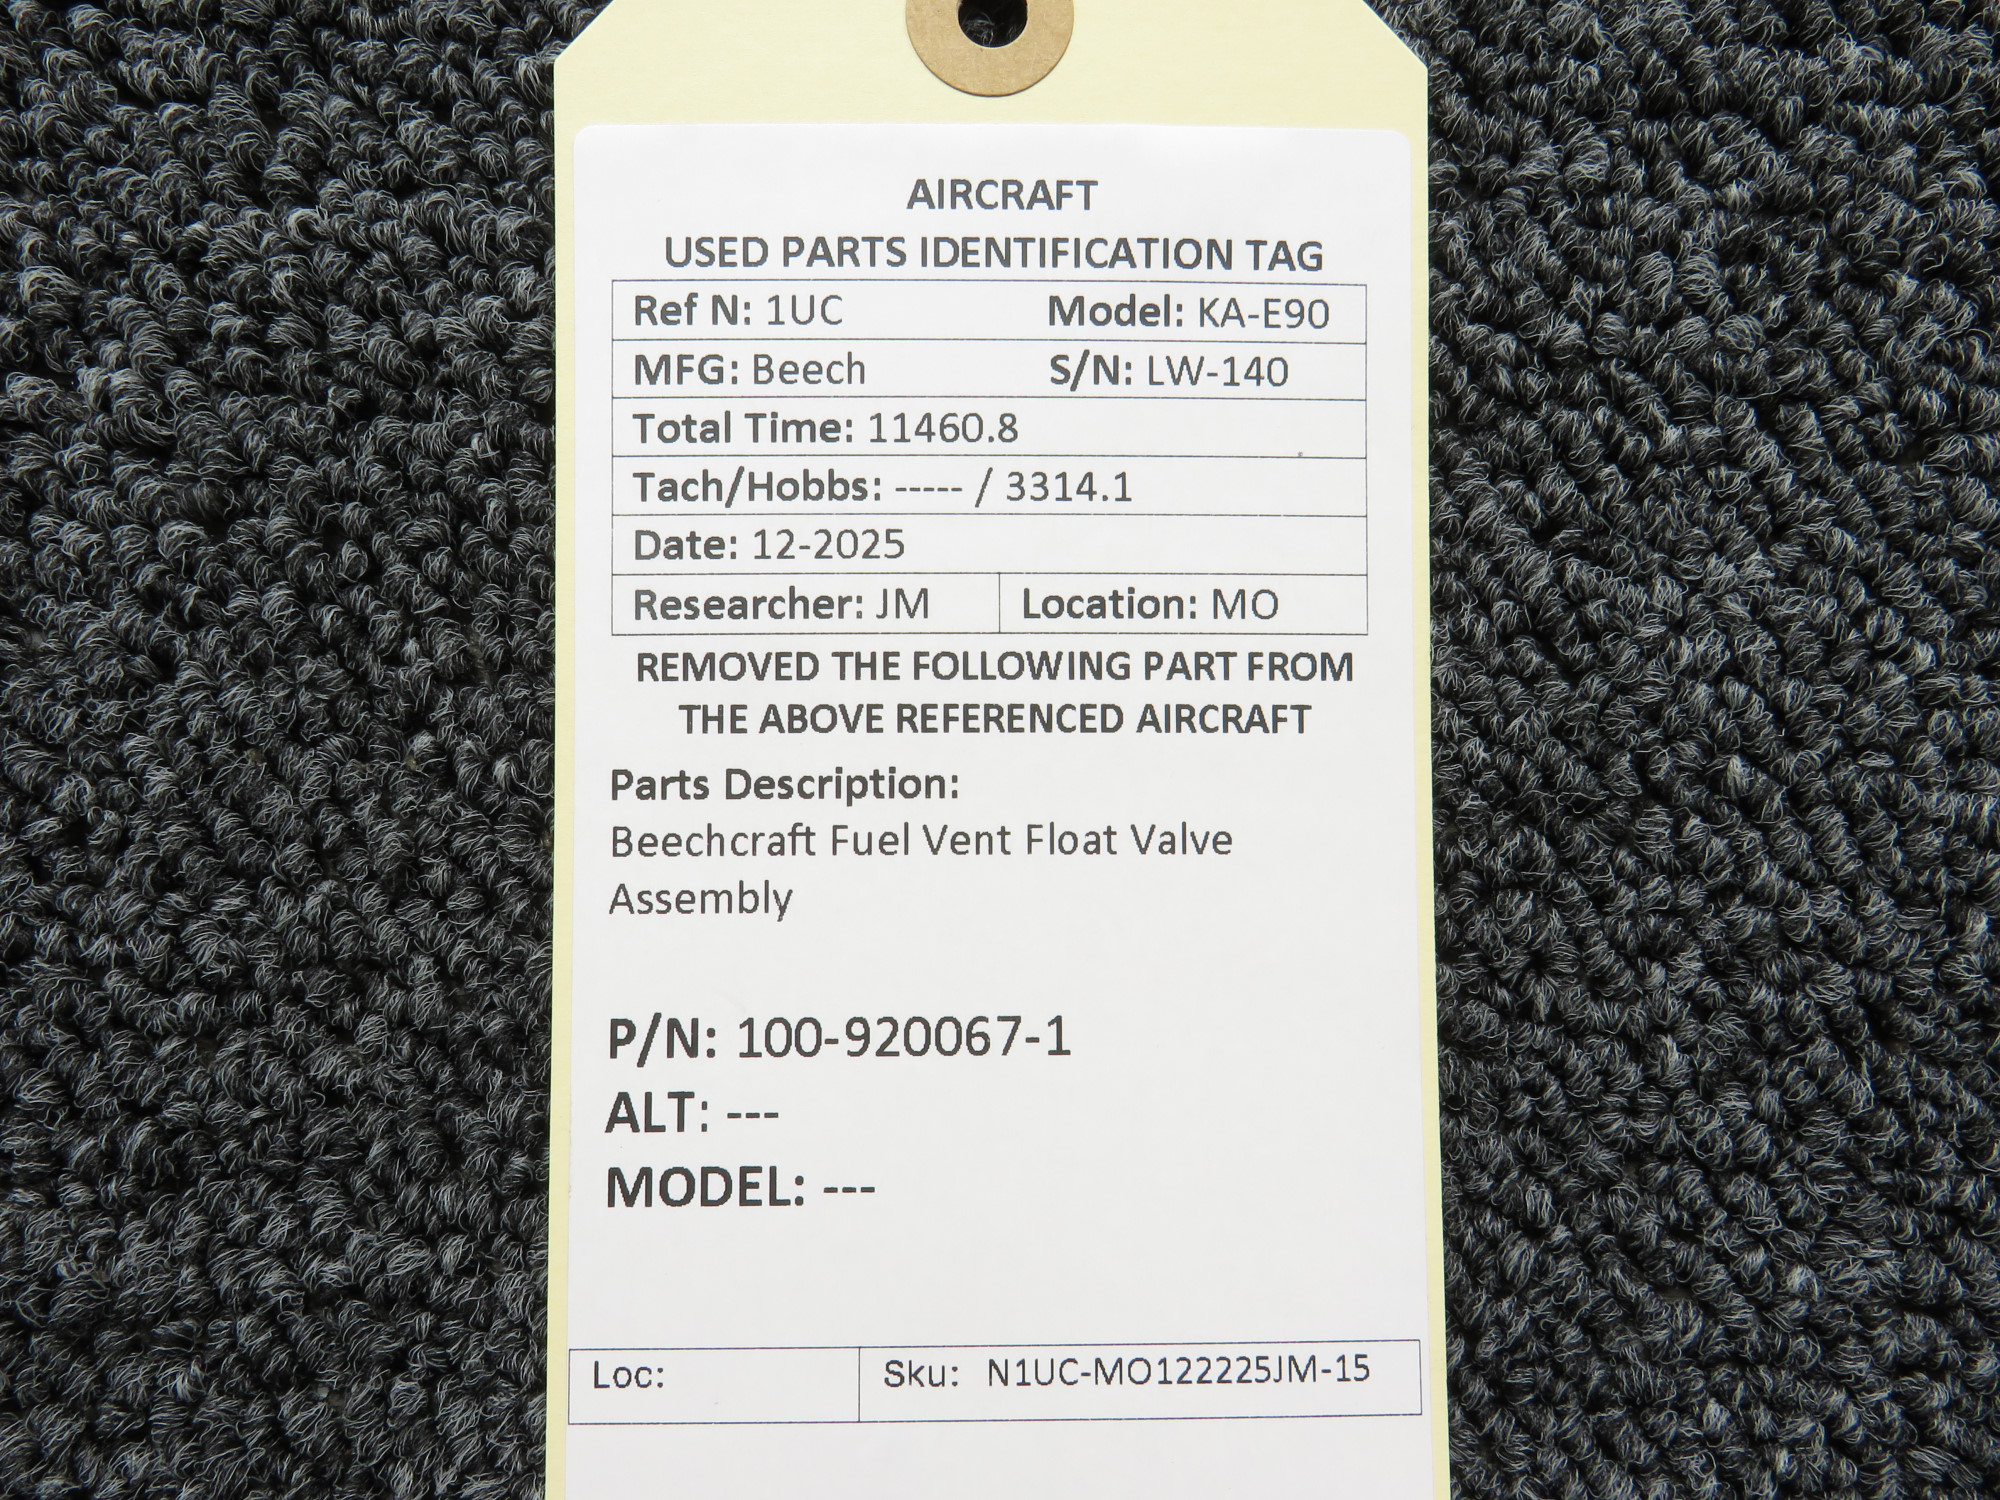 AIRCRAFT
USED PARTS IDENTIFICATION TAG
Ref N: 1UC Model: KA-E90
MFG: Beech S/N: LW-140
Total Time: 11460.8
Tach/Hobbs: ----- / 3314.1
Date: 12-2025
Researcher: JM Location: MO
REMOVED THE FOLLOWING PART FROM
THE ABOVE REFERENCED AIRCRAFT
Parts Description:
Beechcraft Fuel Vent Float Valve
Assembly
P/N: 100-920067-1
ALT: ---
MODEL: ---
Loc: Sku: N1UC-MO122225JM-15